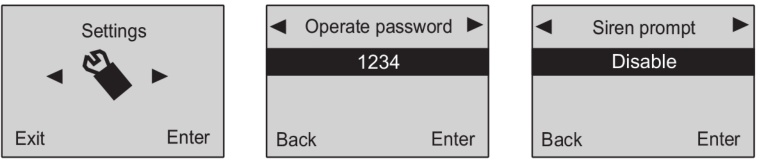 Settings
Exit Enter
Operate password
1234
Back Enter
Siren prompt
Disable
Back Enter